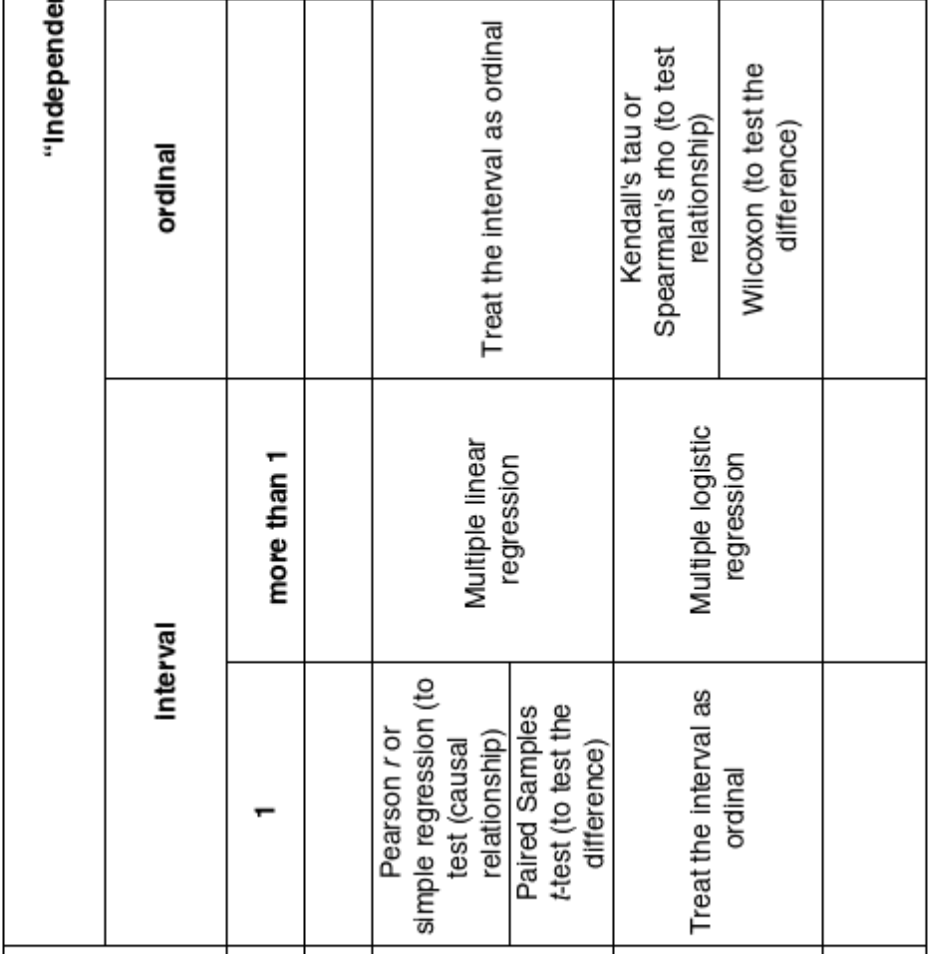 "Independe
Interval
ordinal
1
more than 1
Pearson r or
simple regression (to
test (causal
relationship)
Paired Samples
t-test (to test the
difference)
Multiple linear
regression
Treat the interval as ordinal
Treat the interval as
ordinal
Multiple logistic
regression
Kendall's tau or
Spearman's rho (to test
relationship)
Wilcoxon (to test the
difference)